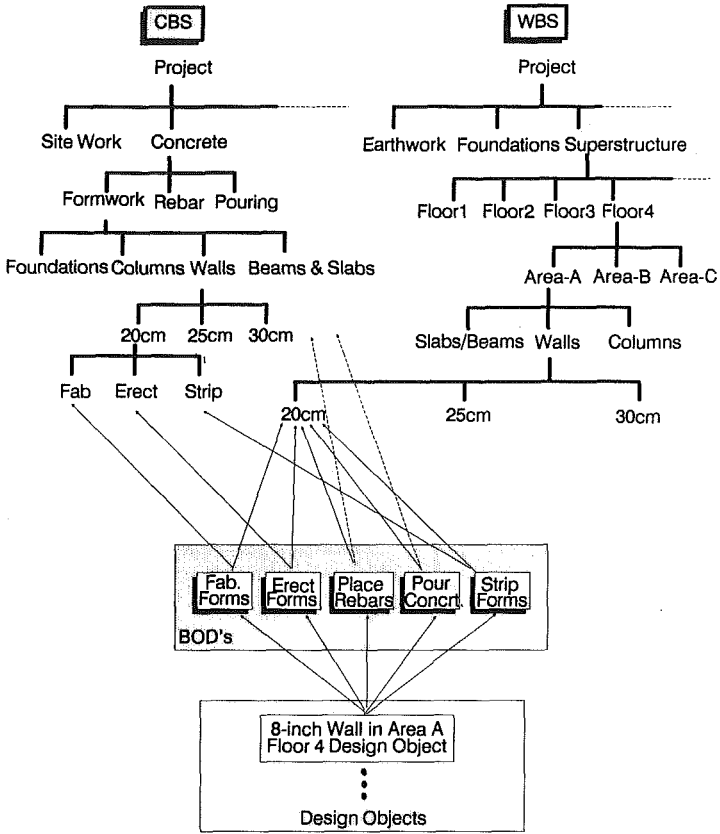 CBS
Project
Site Work Concrete
Formwork Rebar Pouring
Foundations Columns Walls Beams & Slabs
20cm 25cm 30cm
Fab Erect Strip
WBS
Project
Earthwork Foundations Superstructure
Floor1 Floor2 Floor3 Floor4
Area-A Area-B Area-C
Slabs/Beams Walls Columns
20cm 25cm 30cm
Fab.
Forms
Erect
Forms
Place
Rebars
Pour
Concrt.
Strip
Forms
BOD's
8-inch Wall in Area A
Floor 4 Design Object
Design Objects